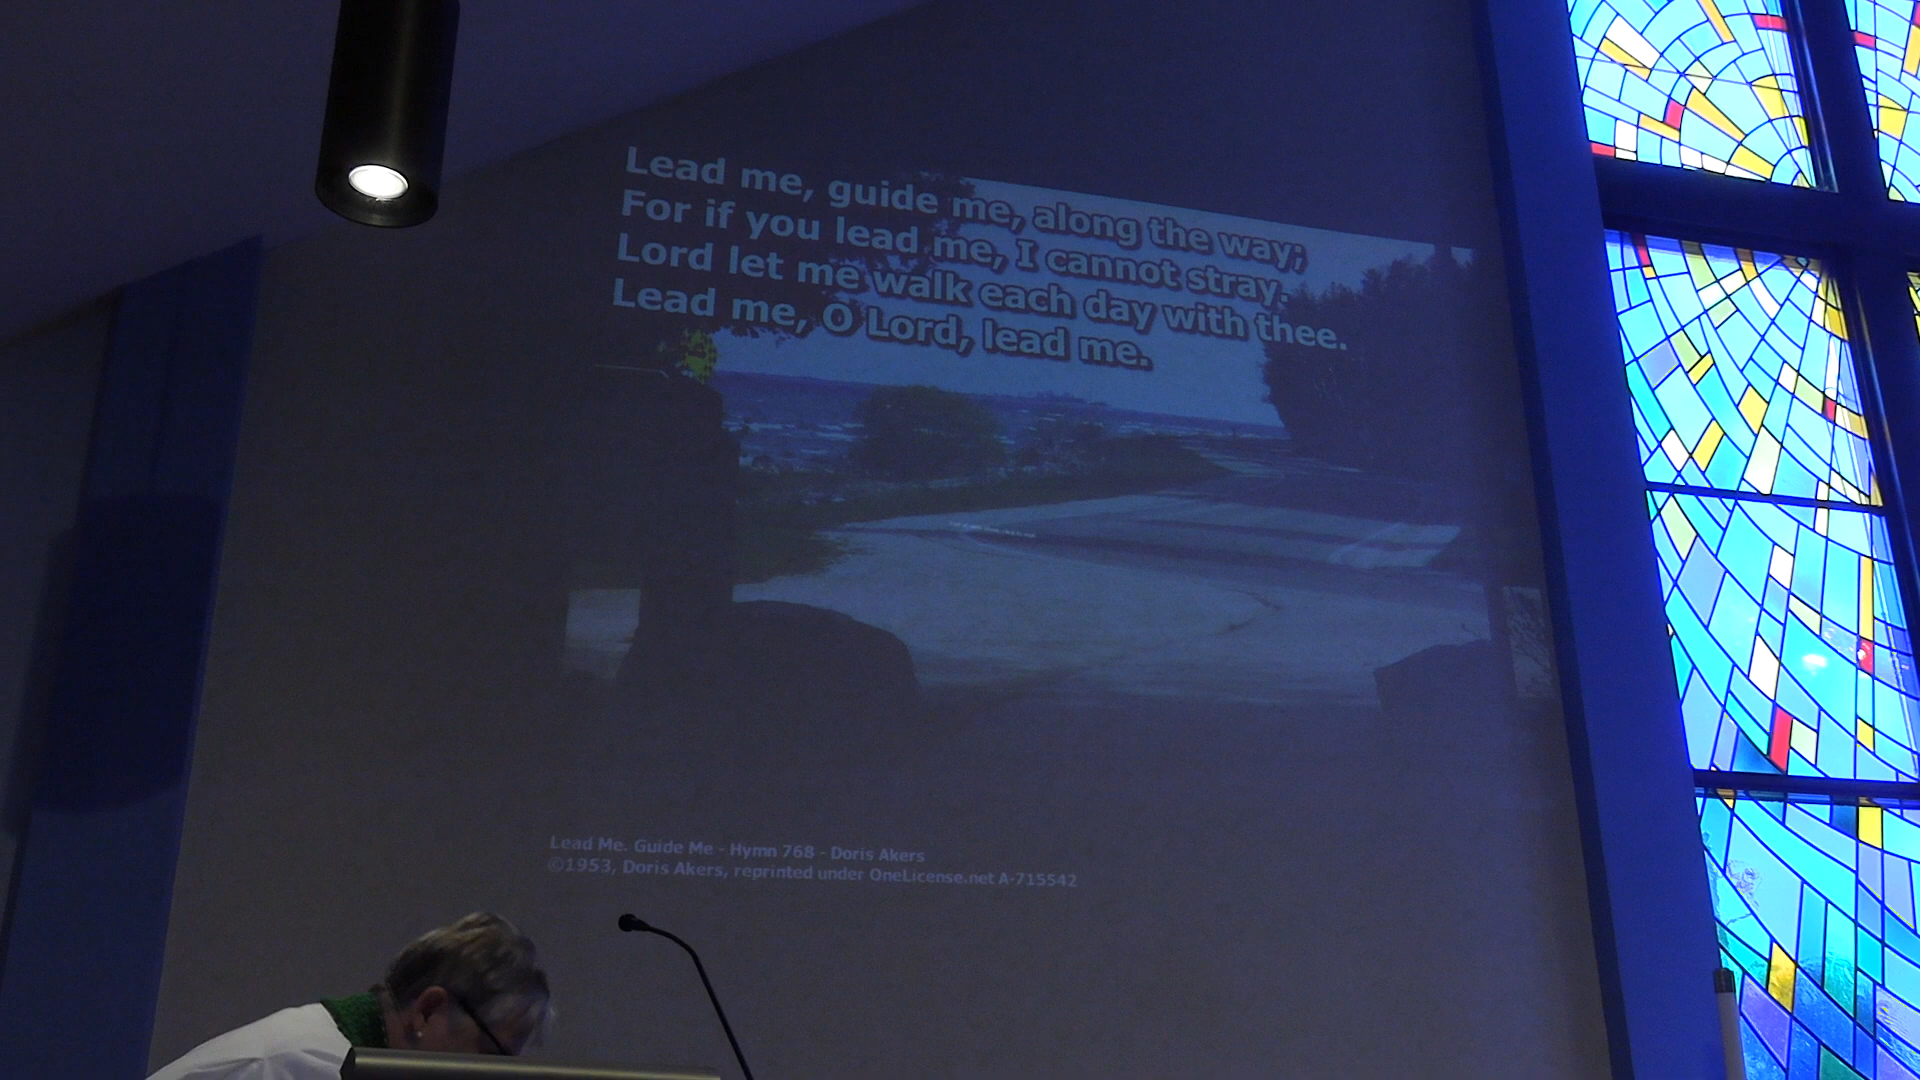 Lead me, guide me, along the way;
For if you lead me, I cannot stray.
Lord let me walk each day with thee.
Lead me, O Lord, lead me.
Lead Me. Guide Me - Hymn 768 - Doris Akers
©1953, Doris Akers, reprinted under OneLicense.net A-715542